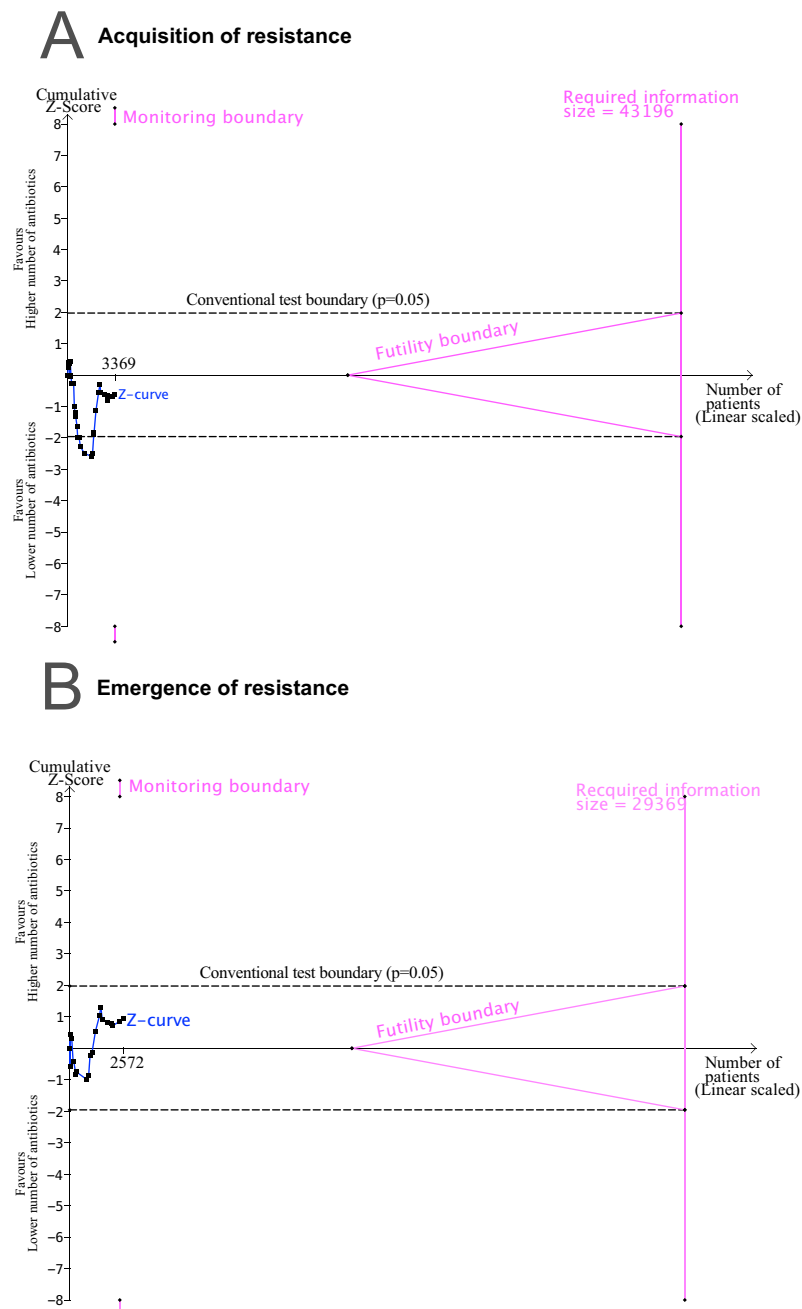 A Acquisition of resistance
Cumulative
Z-Score
Monitoring boundary
Required information
size = 43196
8
7
6
5
4
3
2
1
−1
−2
−3
−4
−5
−6
−7
−8
Favours
Higher number of antibiotics
Favours
Lower number of antibiotics
Conventional test boundary (p=0.05)
Futility boundary
3369
Z-curve
Number of
patients
(Linear scaled)
B Emergence of resistance
Cumulative
Z-Score
Monitoring boundary
Recquired information
size = 29369
8
7
6
5
4
3
2
1
−1
−2
−3
−4
−5
−6
−7
−8
Favours
Higher number of antibiotics
Favours
Lower number of antibiotics
Conventional test boundary (p=0.05)
Futility boundary
Z-curve
2572
Number of
patients
(Linear scaled)